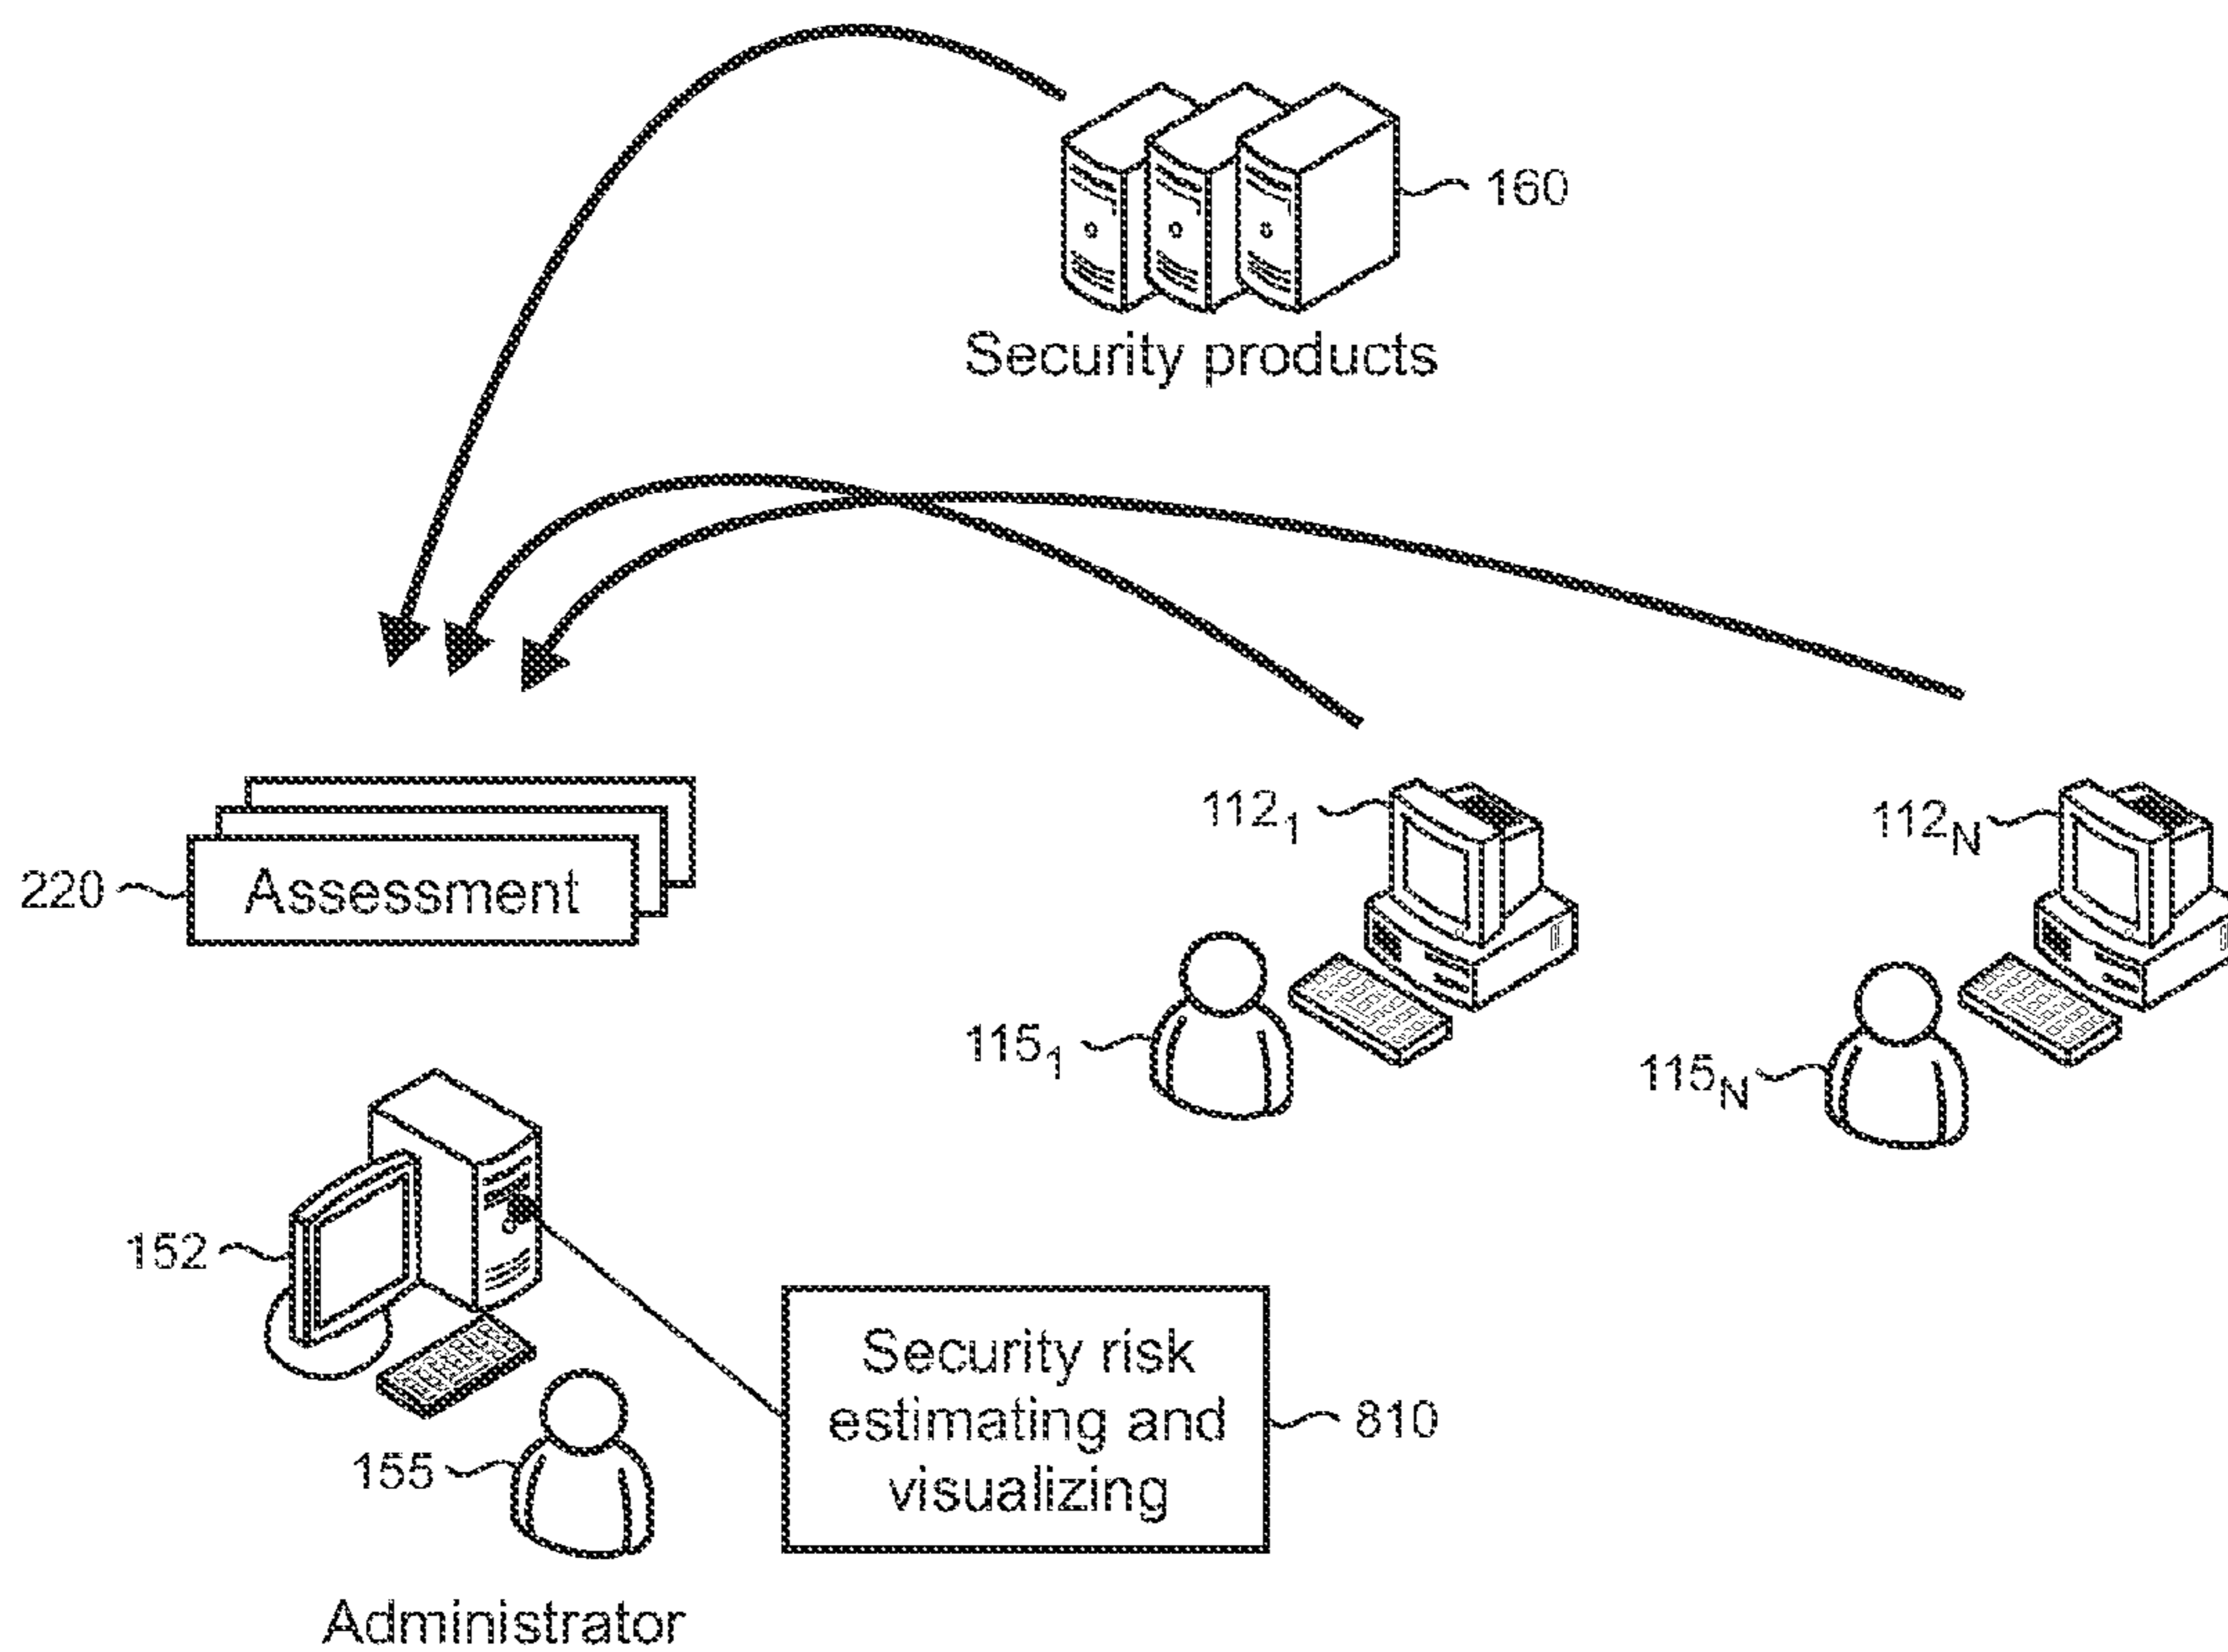 160
Security products
112₁
112N
220
Assessment
115₁
115N
152
Security risk
estimating and
visualizing
810
155
Administrator